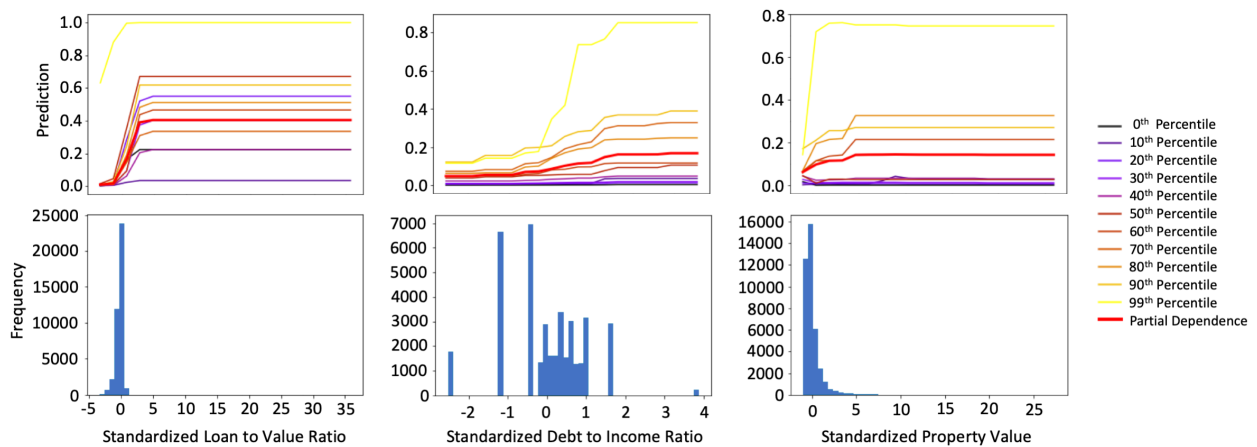 Prediction
1.0
0.8
0.6
0.4
0.2
0.0
0.8
0.6
0.4
0.2
0.0
0.8
0.6
0.4
0.2
0.0
Frequency
25000
20000
15000
10000
5000
0
-5 0 5 10 15 20 25 30 35
Standardized Loan to Value Ratio
7000
6000
5000
4000
3000
2000
1000
0
-2 -1 0 1 2 3 4
Standardized Debt to Income Ratio
16000
14000
12000
10000
8000
6000
4000
2000
0
0 5 10 15 20 25
Standardized Property Value
0th Percentile
10th Percentile
20th Percentile
30th Percentile
40th Percentile
50th Percentile
60th Percentile
70th Percentile
80th Percentile
90th Percentile
99th Percentile
Partial Dependence